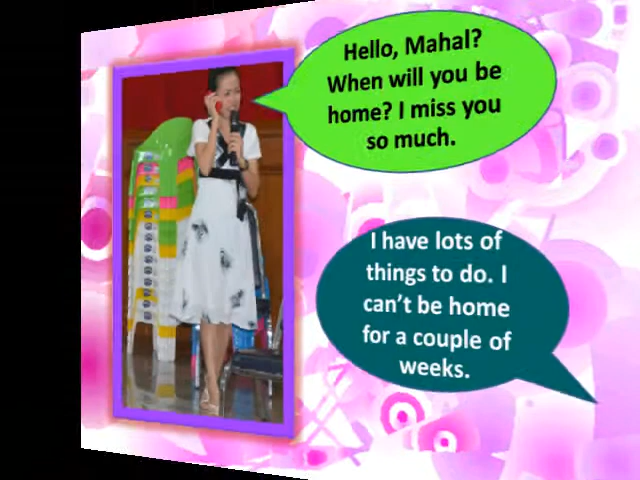 Hello, Mahal?
When will you be
home? I miss you
so much.
I have lots of
things to do. I
can't be home
for a couple of
weeks.